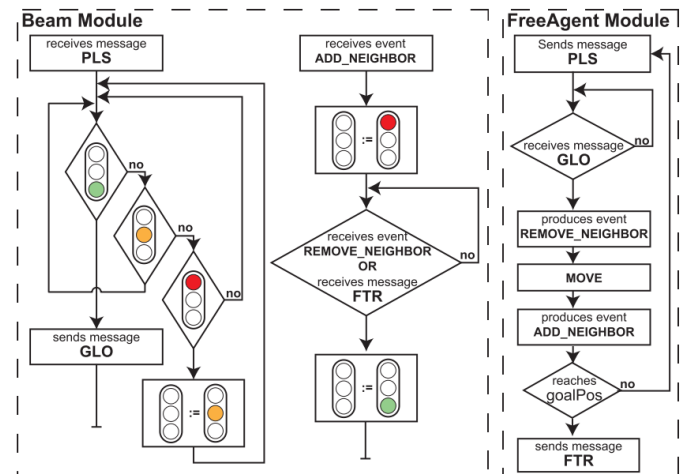 Beam Module
receives message
PLS
no
no
no
sends message
GLO
:=
receives event
ADD_NEIGHBOR
:=
receives event
REMOVE_NEIGHBOR
OR
receives message
FTR
no
:=
FreeAgent Module
Sends message
PLS
no
receives message
GLO
produces event
REMOVE_NEIGHBOR
MOVE
produces event
ADD_NEIGHBOR
reaches
goalPos
no
sends message
FTR